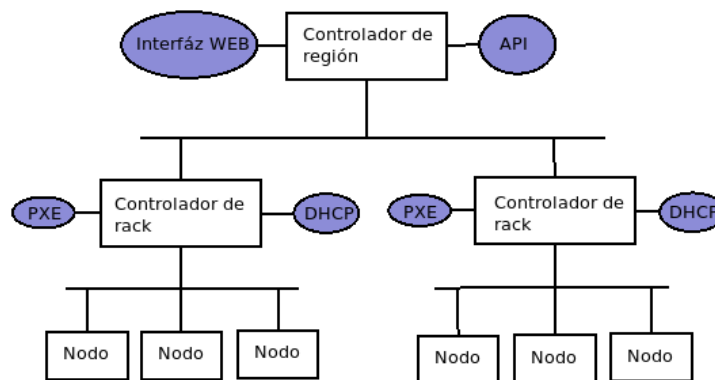 Interfáz WEB
Controlador de
región
API
PXE
Controlador de
rack
DHCP
PXE
Controlador de
rack
DHCP
Nodo
Nodo
Nodo
Nodo
Nodo
Nodo